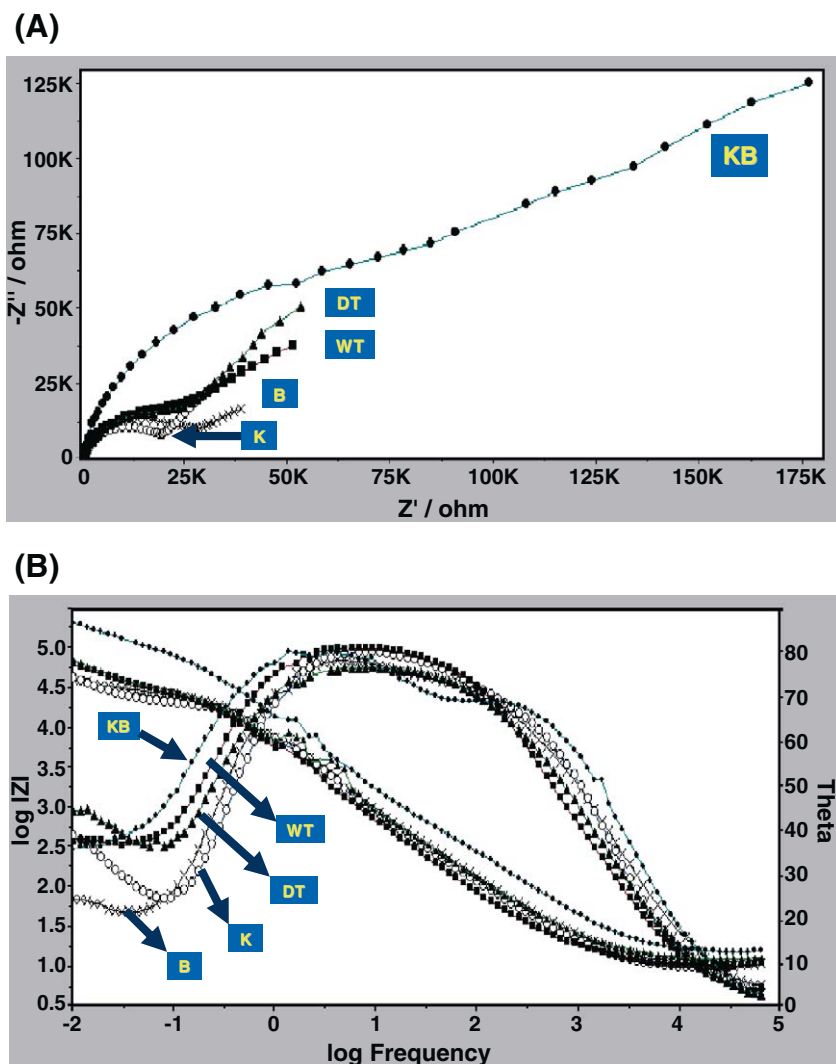 (A)
125K
100K
75K
50K
25K
0
-Z'' / ohm
KB
DT
WT
B
K
0
25K
50K
75K
100K
125K
150K
175K
Z' / ohm
(B)
5.0
4.5
4.0
3.5
3.0
2.5
2.0
1.5
1.0
0.5
log IZI
80
70
60
50
40
30
20
10
0
Theta
KB
WT
DT
K
B
-2
-1
0
1
2
3
4
5
log Frequency